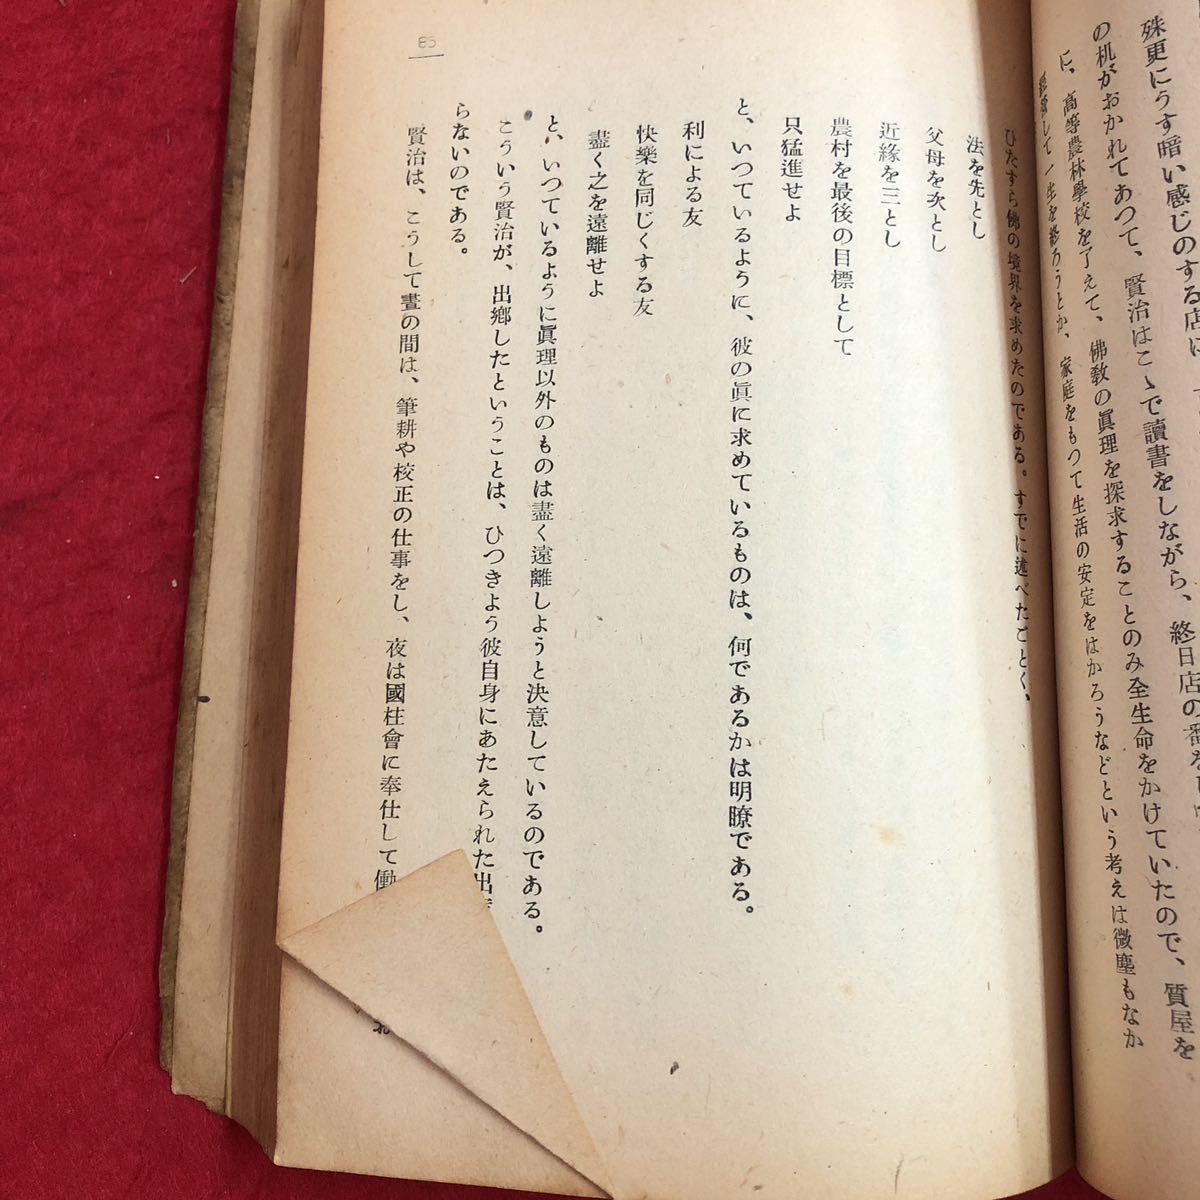 殊更にうす暗い感じのする店に
の机がおかれてあつて、賢治はこゝで讀書をしながら、終日店の番を
に、高等農林學校を了えて、佛敎の眞理を探求することのみ全生命をかけていたので、質屋を
經營して一生を終ろうとか、家庭をもつて生活の安定をはかろうなどという考えは微塵もなか
ひたすら佛の境界を求めたのである。すでに述べたごとく、
法を先とし
父母を次とし
近緣を三とし
農村を最後の目標として
只猛進せよ
と、いつているように、彼の眞に求めているものは、何であるかは明瞭である。
利による友
快樂を同じくする友
盡く之を遠離せよ
と、いつているように眞理以外のものは盡く遠離しようと決意しているのである。
こういう賢治が、出鄕したということは、ひつきよう彼自身にあたえられた出
らないのである。
賢治は、こうして晝の間は、筆耕や校正の仕事をし、夜は國柱會に奉仕して働
れ
85